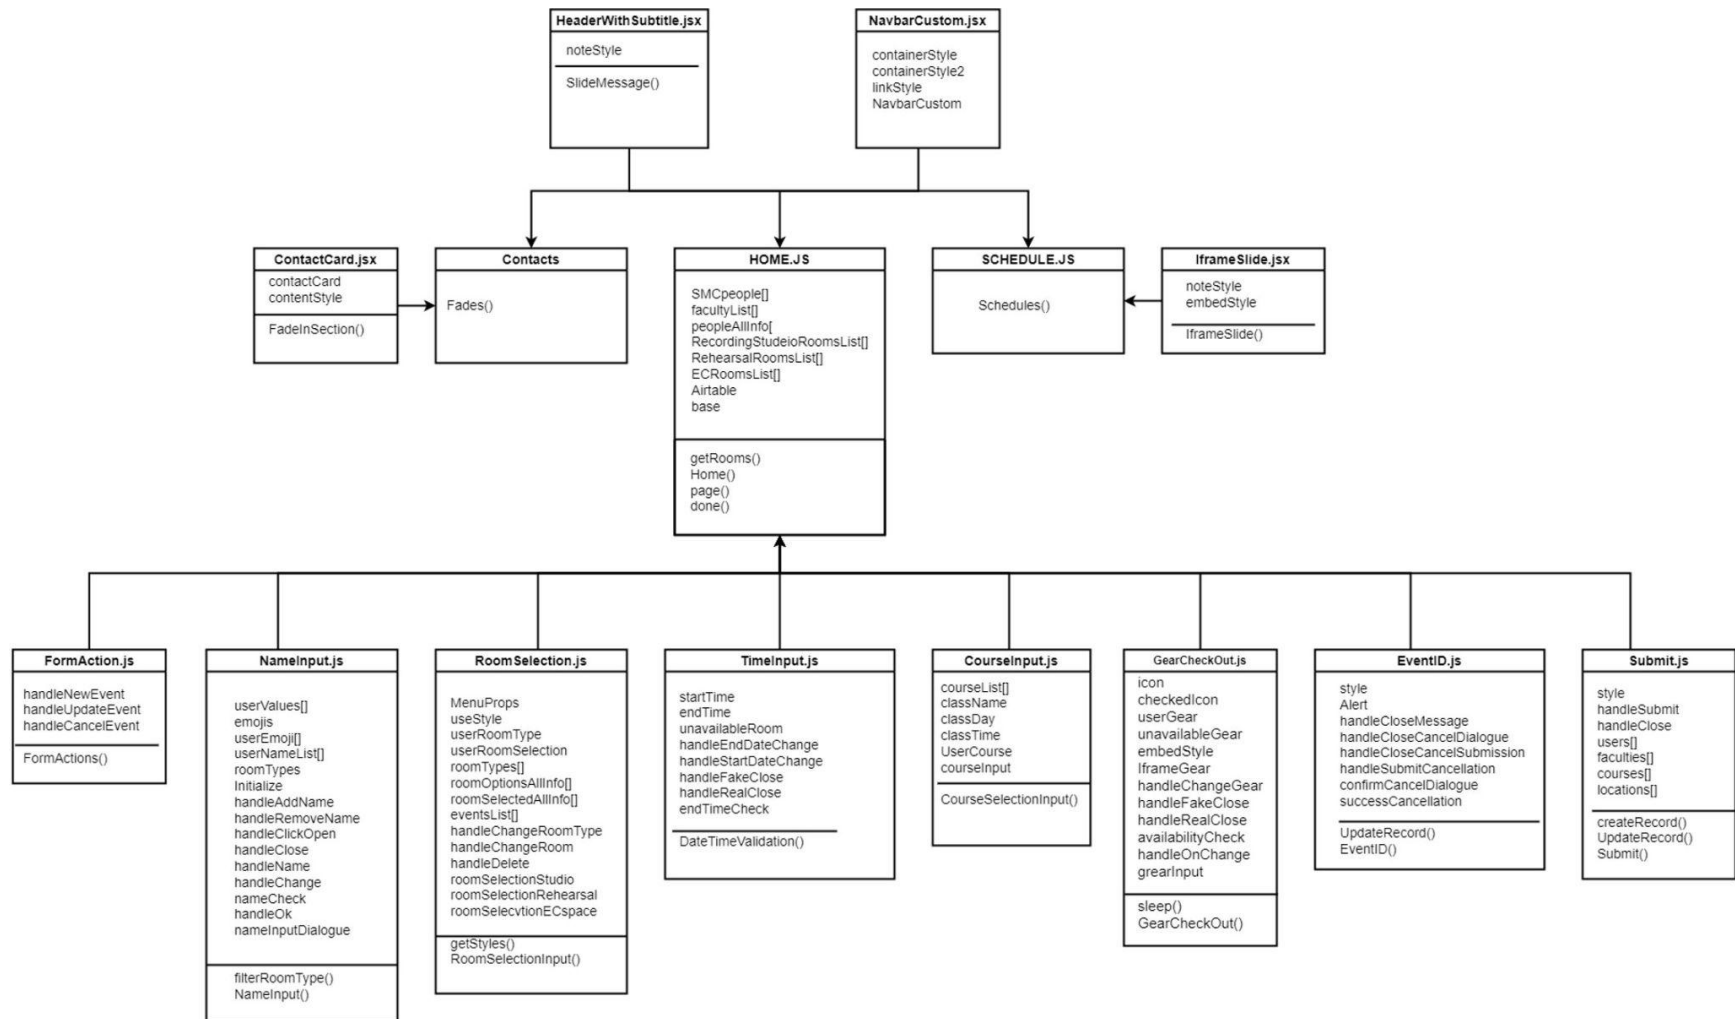 HeaderWithSubtitle.jsx
noteStyle
SlideMessage()
NavbarCustom.jsx
containerStyle
containerStyle2
linkStyle
NavbarCustom
ContactCard.jsx
contactCard
contentStyle
FadeInSection()
Contacts
Fades()
HOME.JS
SMCpeople[]
facultyList[]
peopleAllInfo[
RecordingStudeioRoomsList[]
RehearsalRoomsList[]
ECRoomsList[]
Airtable
base
getRooms()
Home()
page()
done()
SCHEDULE.JS
Schedules()
IframeSlide.jsx
noteStyle
embedStyle
IframeSlide()
FormAction.js
handleNewEvent
handleUpdateEvent
handleCancelEvent
FormActions()
NameInput.js
userValues[]
emojis
userEmoji[]
userNameList[]
roomTypes
Initialize
handleAddName
handleRemoveName
handleClickOpen
handleClose
handleName
handleChange
nameCheck
handleOk
nameInputDialogue
filterRoomType()
NameInput()
RoomSelection.js
MenuProps
useStyle
userRoomType
userRoomSelection
roomTypes[]
roomOptionsAllInfo[]
roomSelectedAllInfo[]
eventsList[]
handleChangeRoomType
handleChangeRoom
handleDelete
roomSelectionStudio
roomSelectionRehearsal
roomSelecvtionECspace
getStyles()
RoomSelectionInput()
TimeInput.js
startTime
endTime
unavailableRoom
handleEndDateChange
handleStartDateChange
handleFakeClose
handleRealClose
endTimeCheck
DateTimeValidation()
CourseInput.js
courseList[]
className
classDay
classTime
UserCourse
courseInput
CourseSelectionInput()
GearCheckOut.js
icon
checkedIcon
userGear
unavailableGear
embedStyle
IframeGear
handleChangeGear
handleFakeClose
handleRealClose
availabilityCheck
handleOnChange
grearInput
sleep()
GearCheckOut()
EventID.js
style
Alert
handleCloseMessage
handleCloseCancelDialogue
handleCloseCancelSubmission
handleSubmitCancellation
confirmCancelDialogue
successCancellation
UpdateRecord()
EventID()
Submit.js
style
handleSubmit
handleClose
users[]
faculties[]
courses[]
locations[]
createRecord()
UpdateRecord()
Submit()